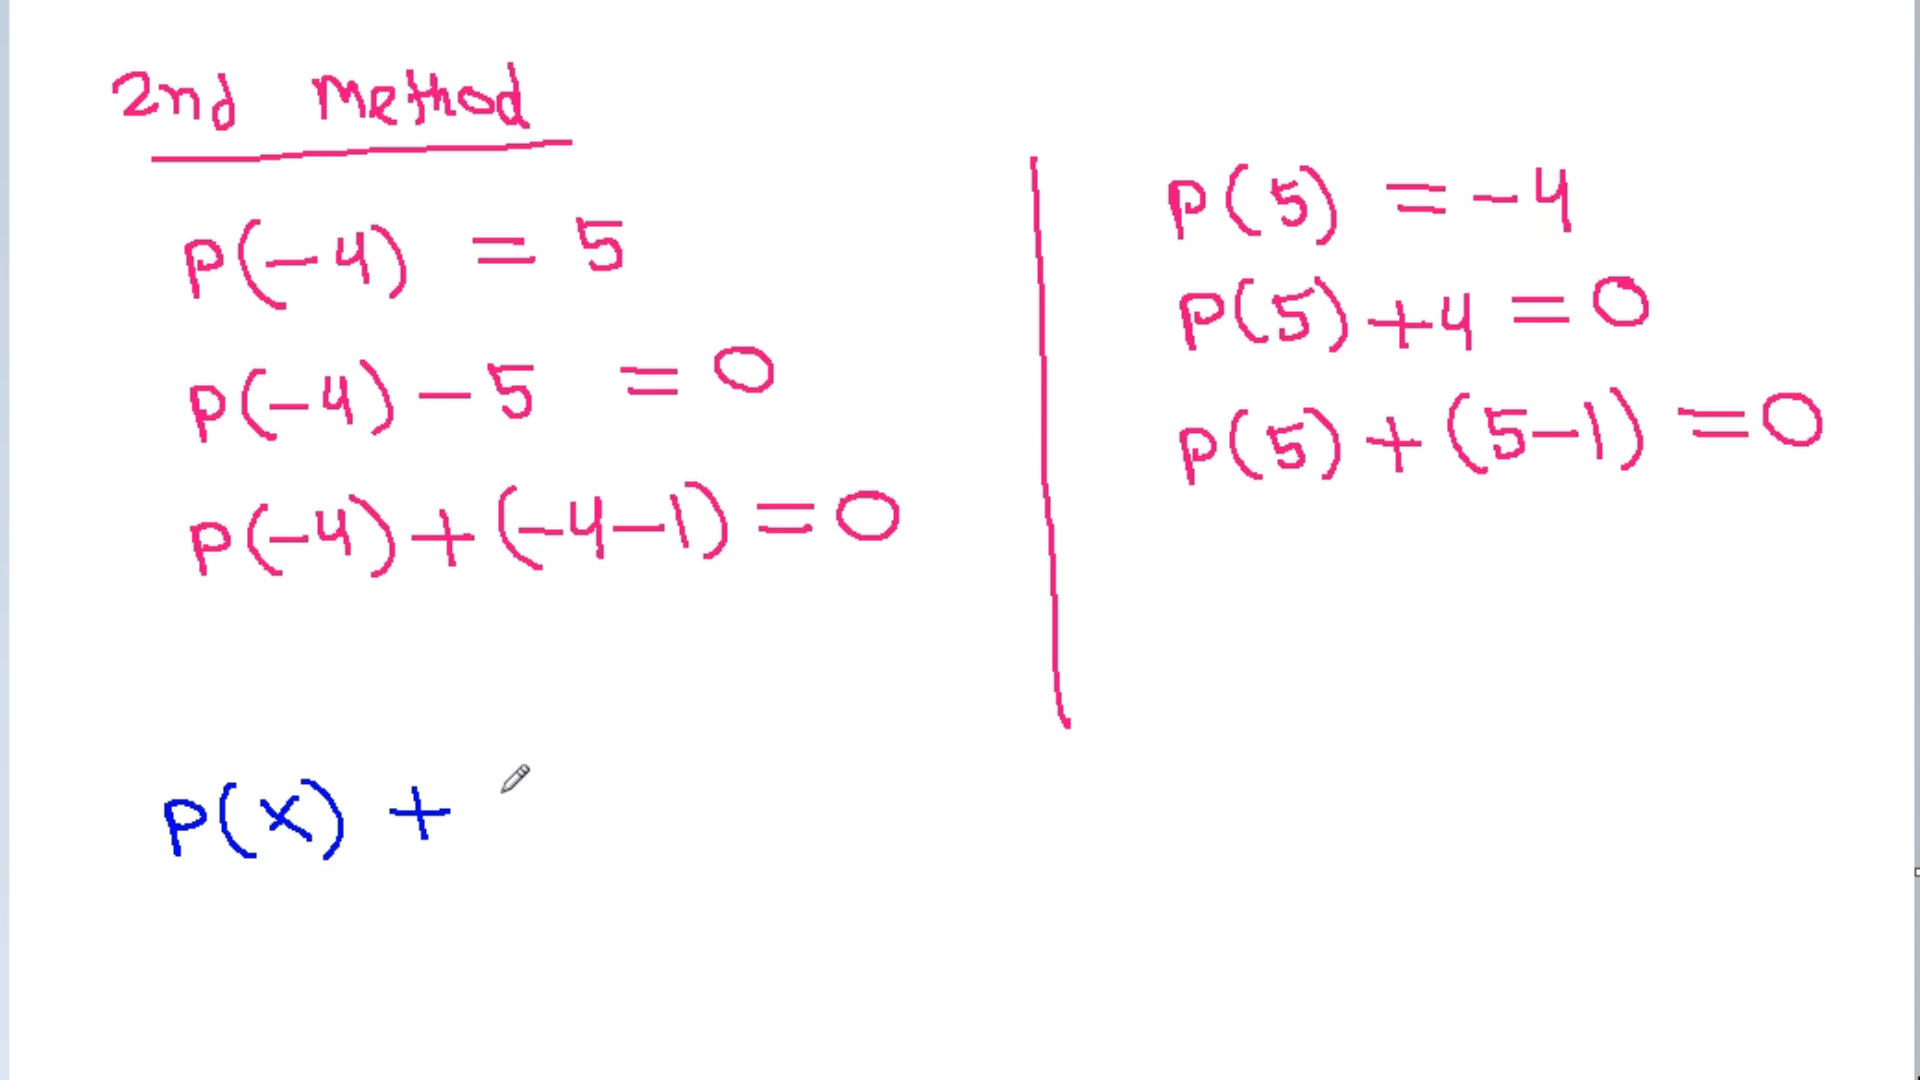 2nd Method
P(-4) = 5
P(-4) - 5 = 0
P(-4) + (-4-1) = 0
P(5) = -4
P(5) + 4 = 0
P(5) + (5-1) = 0
P(x) +